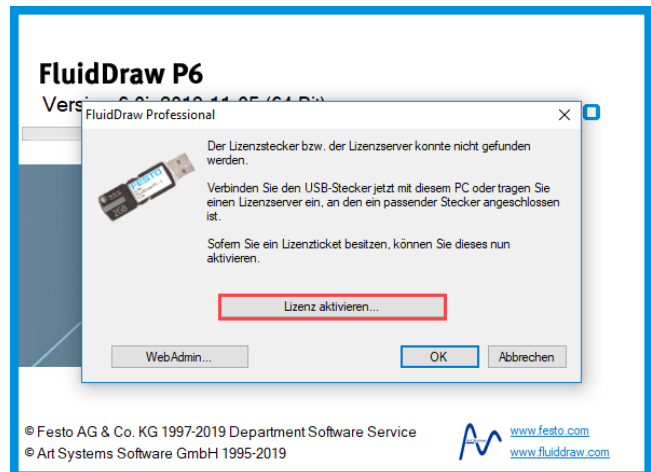 FluidDraw P6
FluidDraw Professional
Der Lizenzstecker bzw. der Lizenzserver konnte nicht gefunden
werden.
Verbinden Sie den USB-Stecker jetzt mit diesem PC oder tragen Sie
einen Lizenzserver ein, an den ein passender Stecker angeschlossen
ist.
FESTO
2GB
Sofern Sie ein Lizenzticket besitzen, können Sie dieses nun
aktivieren.
Lizenz aktivieren...
WebAdmin...
OK
Abbrechen
© Festo AG & Co. KG 1997-2019 Department Software Service
www.festo.com
© Art Systems Software GmbH 1995-2019
www.fluiddraw.com